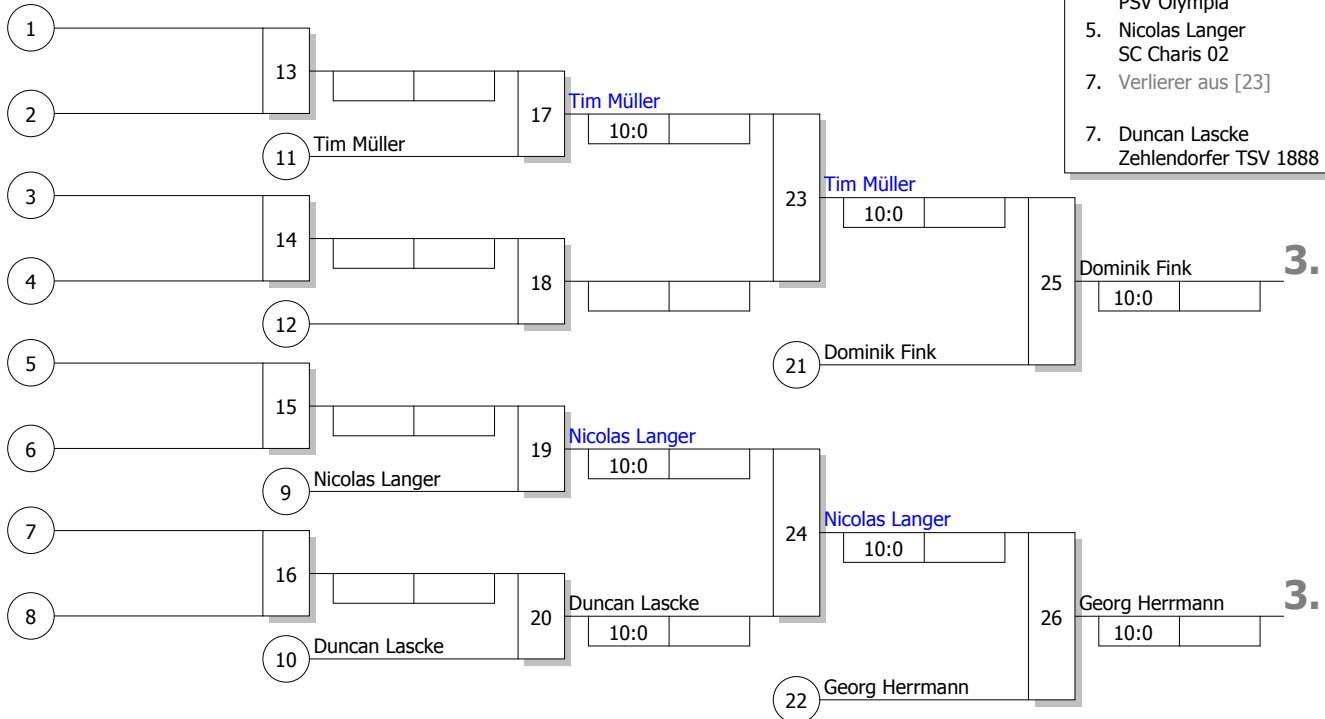 PSV Olympia
5. Nicolas Langer
SC Charis 02
7. Verlierer aus [23]
7. Duncan Lascke
Zehlendorfer TSV 1888
1
13
2
17
Tim Müller
10:0
11
Tim Müller
3
14
4
18
12
23
Tim Müller
10:0
25
Dominik Fink
3.
10:0
21
Dominik Fink
5
15
6
19
Nicolas Langer
10:0
9
Nicolas Langer
7
16
8
20
Duncan Lascke
10:0
10
Duncan Lascke
24
Nicolas Langer
10:0
26
Georg Herrmann
3.
10:0
22
Georg Herrmann